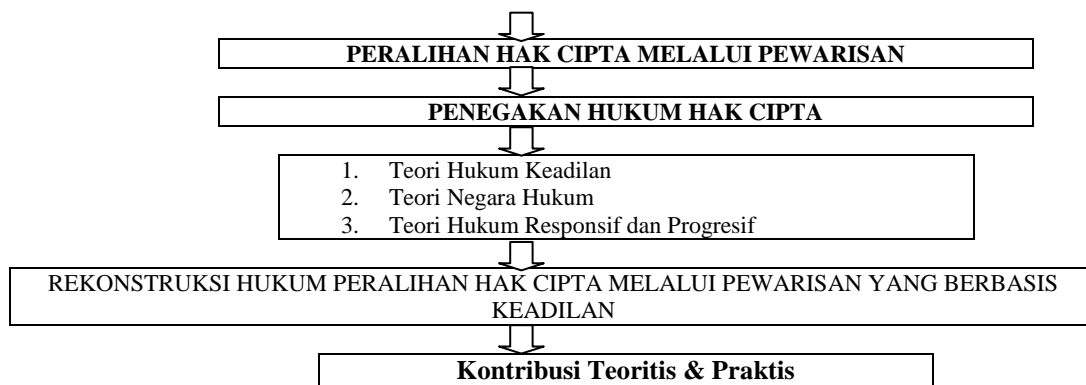 PERALIHAN HAK CIPTA MELALUI PEWARISAN
PENEGAKAN HUKUM HAK CIPTA
1. Teori Hukum Keadilan
2. Teori Negara Hukum
3. Teori Hukum Responsif dan Progresif
REKONSTRUKSI HUKUM PERALIHAN HAK CIPTA MELALUI PEWARISAN YANG BERBASIS
KEADILAN
Kontribusi Teoritis & Praktis